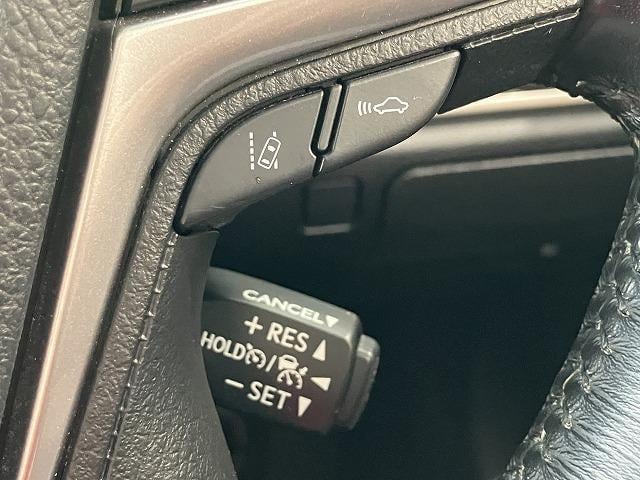 CANCEL▼
+ RES ▲
HOLD / ◄
− SET ▼